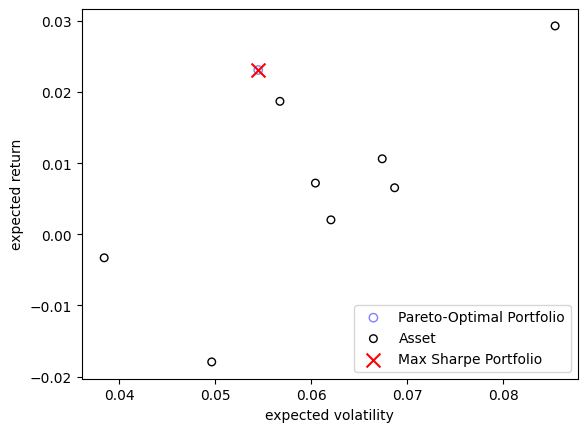 0.03
0.02
0.01
0.00
−0.01
−0.02
expected return
Pareto-Optimal Portfolio
Asset
Max Sharpe Portfolio
0.04 0.05 0.06 0.07 0.08
expected volatility